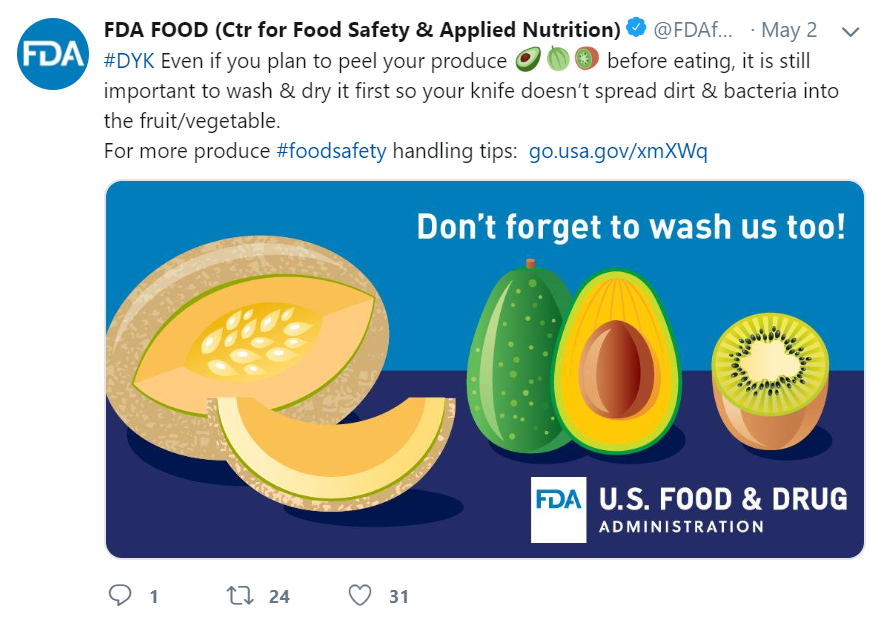 FDA
FDA FOOD (Ctr for Food Safety & Applied Nutrition) @FDAf... · May 2
#DYK Even if you plan to peel your produce 🥑🍈🥝 before eating, it is still
important to wash & dry it first so your knife doesn’t spread dirt & bacteria into
the fruit/vegetable.
For more produce #foodsafety handling tips: go.usa.gov/xmXWq
Don’t forget to wash us too!
FDA U.S. FOOD & DRUG
ADMINISTRATION
1 24 31